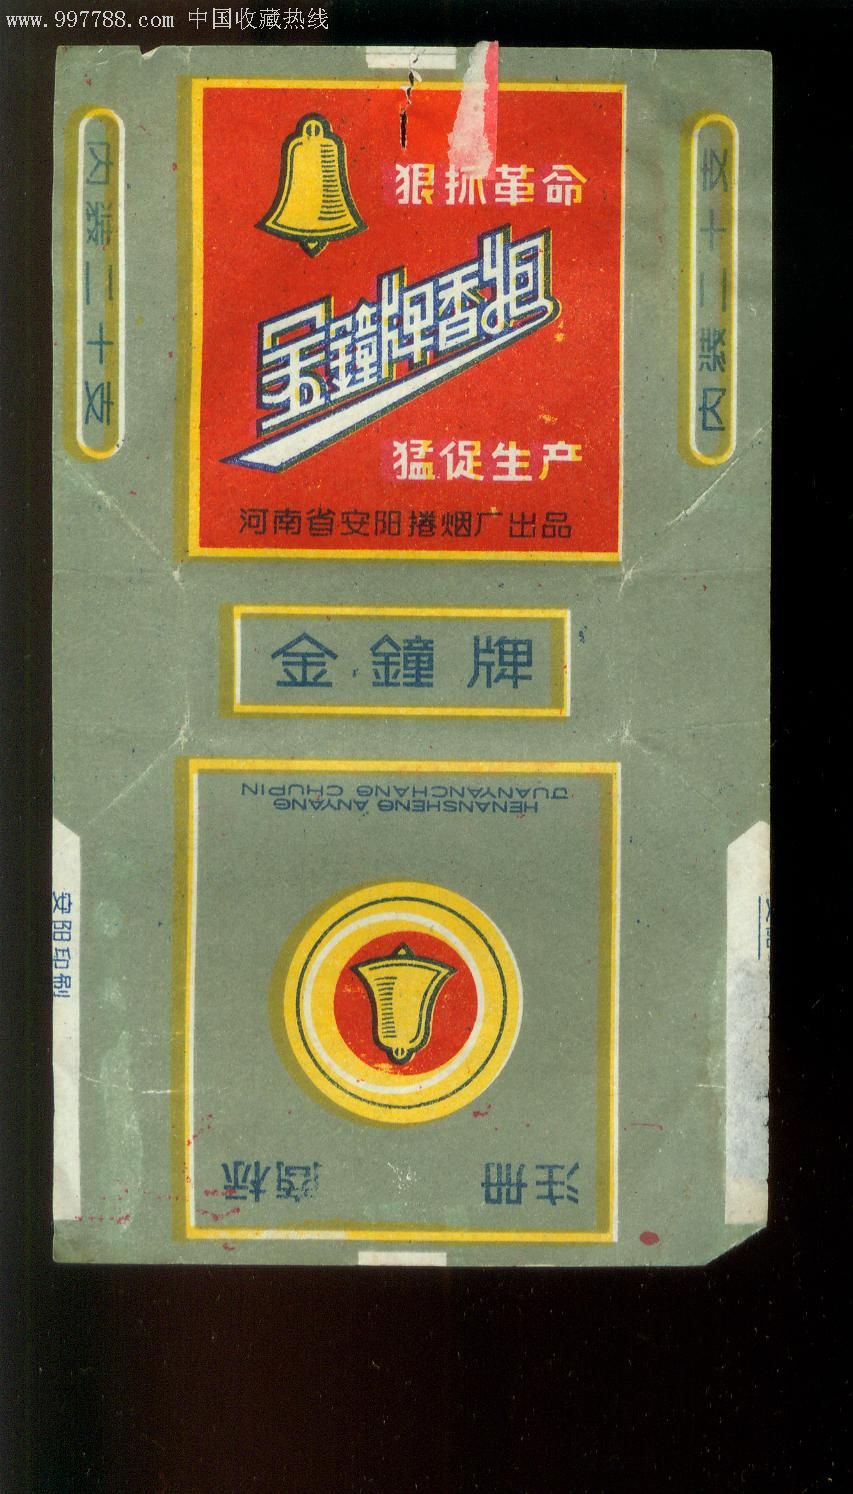 www.997788.com 中国收藏热线
内装二十支
狠抓革命
金鐘牌香烟
猛促生产
河南省安阳捲烟厂出品
内装二十支
金鐘牌
HENANSHENG ANYANG
JUANYANCHANG CHUPIN
注册 商标
安阳印刷